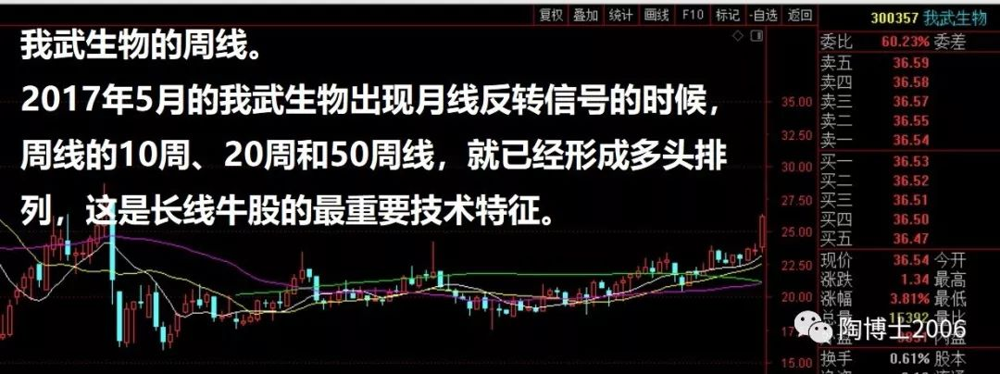 复权 叠加 统计 画线 F10 标记 -自选 返回
300357 我武生物
我武生物的周线。
2017年5月的我武生物出现月线反转信号的时候，
周线的10周、20周和50周线，就已经形成多头排
列，这是长线牛股的最重要技术特征。
35.00
32.50
30.00
27.50
25.00
22.50
20.00
15.00
委比 60.23% 委差
卖五 36.59
卖四 36.58
卖三 36.57
卖二 36.55
卖一 36.54
买一 36.53
买二 36.52
买三 36.51
买四 36.50
买五 36.47
现价 36.54 今开
涨跌 1.34 最高
涨幅 3.81% 最低
总量 15392 量比
外盘 9851 内盘
换手 0.61% 股本
陶博士2006